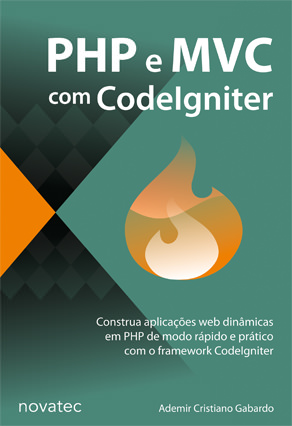 PHP e MVC
com CodeIgniter
Construa aplicações web dinâmicas
em PHP de modo rápido e prático
com o framework CodeIgniter
novatec
Ademir Cristiano Gabardo